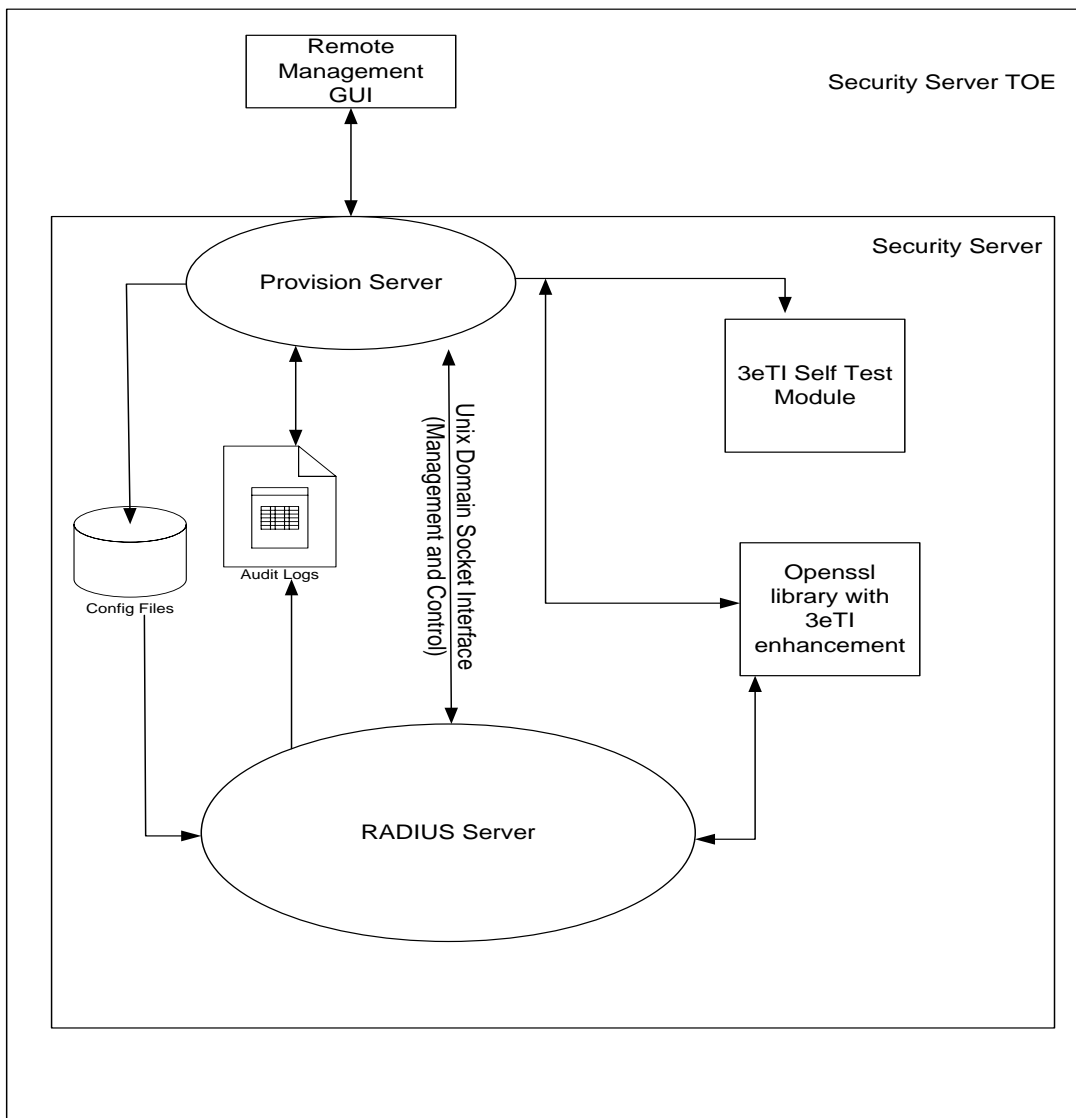 Remote
Management
GUI
Security Server TOE
Security Server
Provision Server
3eTI Self Test
Module
Unix Domain Socket Interface
(Management and Control)
Audit Logs
Config Files
Openssl
library with
3eTI
enhancement
RADIUS Server